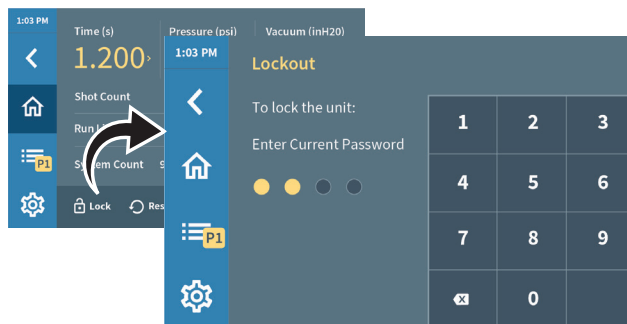 1:03 PM
Time (s)
Pressure (psi)
Vacuum (inH20)
1.200
Shot Count
P1
Lock
1:03 PM
Lockout
To lock the unit:
Enter Current Password
P1
1 2 3
4 5 6
7 8 9
0